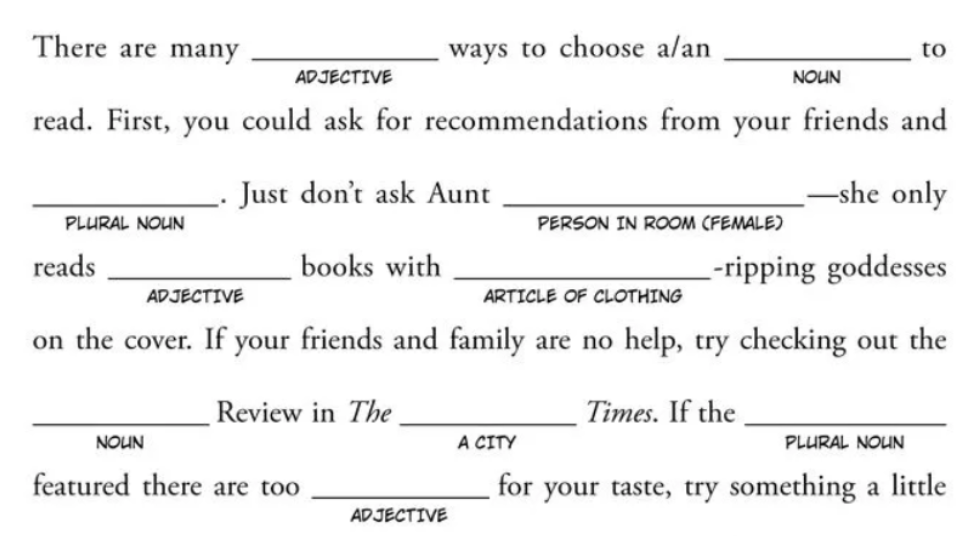 There are many ____________ ways to choose a/an ____________ to
ADJECTIVE NOUN
read. First, you could ask for recommendations from your friends and
____________. Just don’t ask Aunt ____________________—she only
PLURAL NOUN PERSON IN ROOM (FEMALE)
reads ____________ books with _________________-ripping goddesses
ADJECTIVE ARTICLE OF CLOTHING
on the cover. If your friends and family are no help, try checking out the
____________ Review in The ____________ Times. If the ____________
NOUN A CITY PLURAL NOUN
featured there are too ____________ for your taste, try something a little
ADJECTIVE